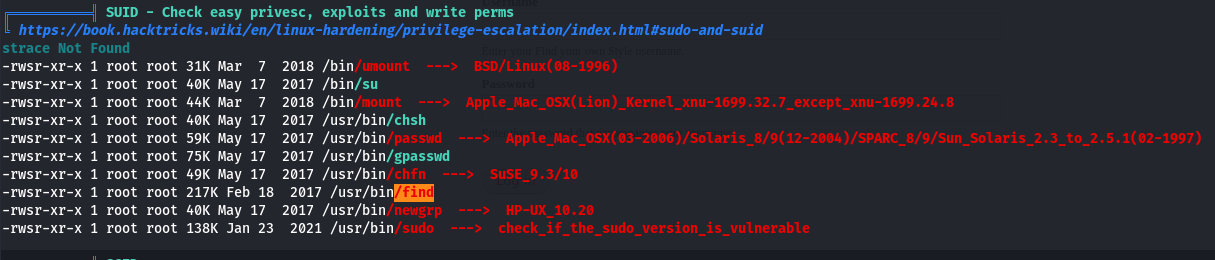 ╔══════════╣ SUID - Check easy privesc, exploits and write perms
╚ https://book.hacktricks.wiki/en/linux-hardening/privilege-escalation/index.html#sudo-and-suid
strace Not Found
-rwsr-xr-x 1 root root 31K Mar  7  2018 /bin/umount  --->  BSD/Linux(08-1996)
-rwsr-xr-x 1 root root 40K May 17  2017 /bin/su
-rwsr-xr-x 1 root root 44K Mar  7  2018 /bin/mount  --->  Apple_Mac_OSX(Lion)_Kernel_xnu-1699.32.7_except_xnu-1699.24.8
-rwsr-xr-x 1 root root 40K May 17  2017 /usr/bin/chsh
-rwsr-xr-x 1 root root 59K May 17  2017 /usr/bin/passwd  --->  Apple_Mac_OSX(03-2006)/Solaris_8/9(12-2004)/SPARC_8/9/Sun_Solaris_2.3_to_2.5.1(02-1997)
-rwsr-xr-x 1 root root 75K May 17  2017 /usr/bin/gpasswd
-rwsr-xr-x 1 root root 49K May 17  2017 /usr/bin/chfn  --->  SuSE_9.3/10
-rwsr-xr-x 1 root root 217K Feb 18  2017 /usr/bin/find
-rwsr-xr-x 1 root root 40K May 17  2017 /usr/bin/newgrp  --->  HP-UX_10.20
-rwsr-xr-x 1 root root 138K Jan 23  2021 /usr/bin/sudo  --->  check_if_the_sudo_version_is_vulnerable